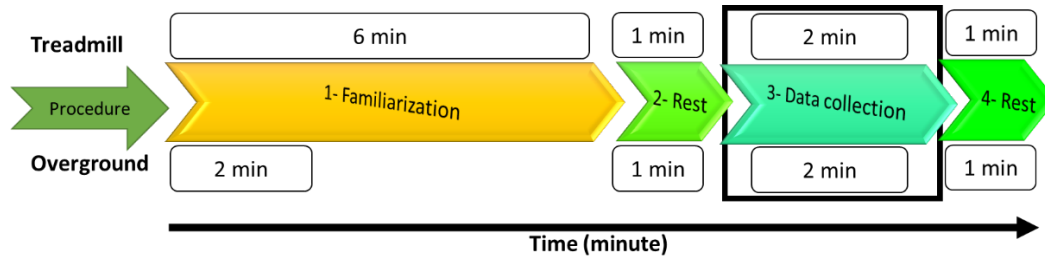 6 min
1 min
2 min
1 min
Treadmill
Procedure
1- Familiarization
2- Rest
3- Data collection
4- Rest
Overground
2 min
1 min
2 min
1 min
Time (minute)